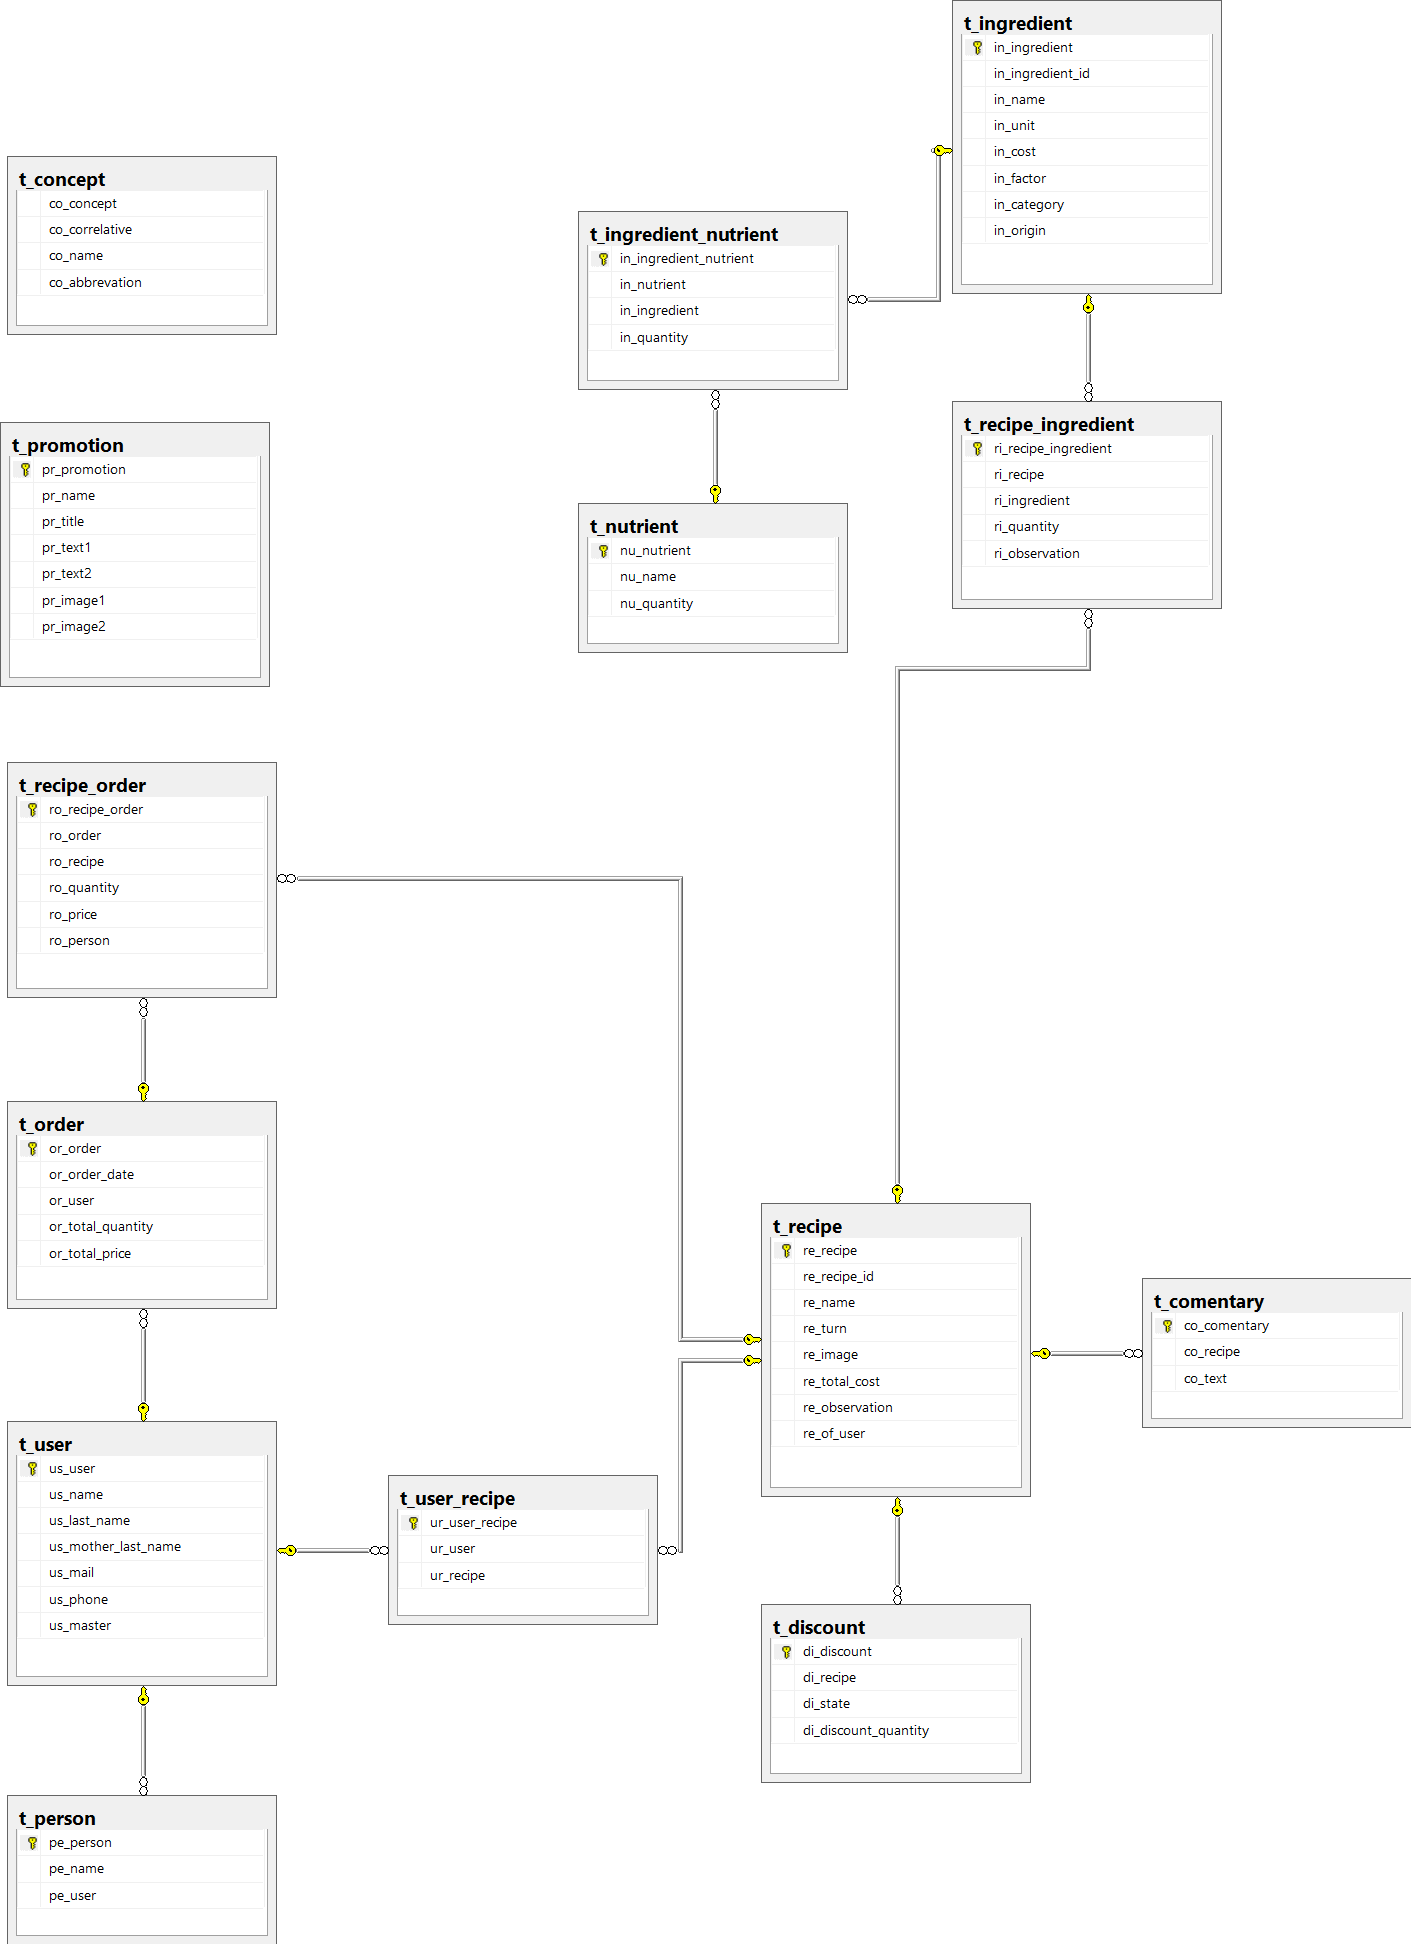 t_ingredient
in_ingredient
in_ingredient_id
in_name
in_unit
in_cost
in_factor
in_category
in_origin
t_concept
co_concept
co_correlative
co_name
co_abbrevation
t_ingredient_nutrient
in_ingredient_nutrient
in_nutrient
in_ingredient
in_quantity
t_promotion
pr_promotion
pr_name
pr_title
pr_text1
pr_text2
pr_image1
pr_image2
t_nutrient
nu_nutrient
nu_name
nu_quantity
t_recipe_ingredient
ri_recipe_ingredient
ri_recipe
ri_ingredient
ri_quantity
ri_observation
t_recipe_order
ro_recipe_order
ro_order
ro_recipe
ro_quantity
ro_price
ro_person
t_order
or_order
or_order_date
or_user
or_total_quantity
or_total_price
t_recipe
re_recipe
re_recipe_id
re_name
re_turn
re_image
re_total_cost
re_observation
re_of_user
t_comentary
co_comentary
co_recipe
co_text
t_user
us_user
us_name
us_last_name
us_mother_last_name
us_mail
us_phone
us_master
t_user_recipe
ur_user_recipe
ur_user
ur_recipe
t_discount
di_discount
di_recipe
di_state
di_discount_quantity
t_person
pe_person
pe_name
pe_user